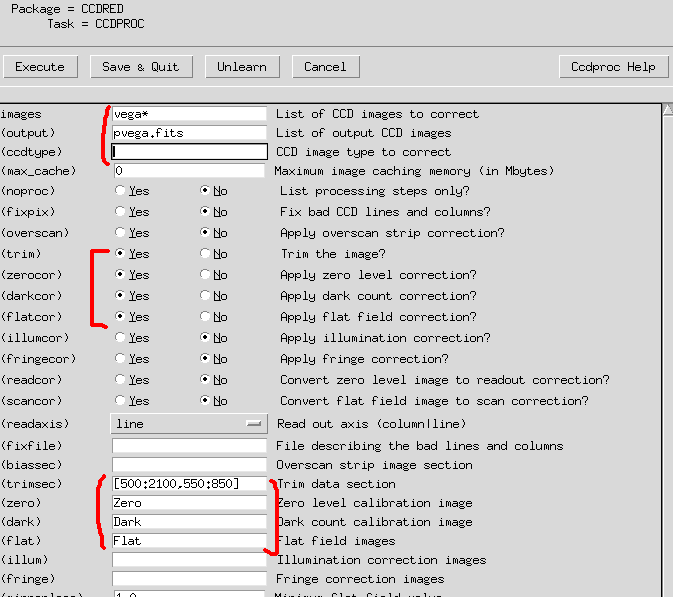 Package = CCDRED
Task = CCDPROC
Execute Save & Quit Unlearn Cancel Ccdproc Help
images vega* List of CCD images to correct
(output) pvega.fits List of output CCD images
(ccdtype) CCD image type to correct
(max_cache) 0 Maximum image caching memory (in Mbytes)
(noproc) Yes No List processing steps only?
(fixpix) Yes No Fix bad CCD lines and columns?
(overscan) Yes No Apply overscan strip correction?
(trim) Yes No Trim the image?
(zerocor) Yes No Apply zero level correction?
(darkcor) Yes No Apply dark count correction?
(flatcor) Yes No Apply flat field correction?
(illumcor) Yes No Apply illumination correction?
(fringecor) Yes No Apply fringe correction?
(readcor) Yes No Convert zero level image to readout correction?
(scancor) Yes No Convert flat field image to scan correction?
(readaxis) line Read out axis (column|line)
(fixfile) File describing the bad lines and columns
(biassec) Overscan strip image section
(trimsec) [500:2100,550:850] Trim data section
(zero) Zero Zero level calibration image
(dark) Dark Dark count calibration image
(flat) Flat Flat field images
(illum) Illumination correction images
(fringe) Fringe correction images